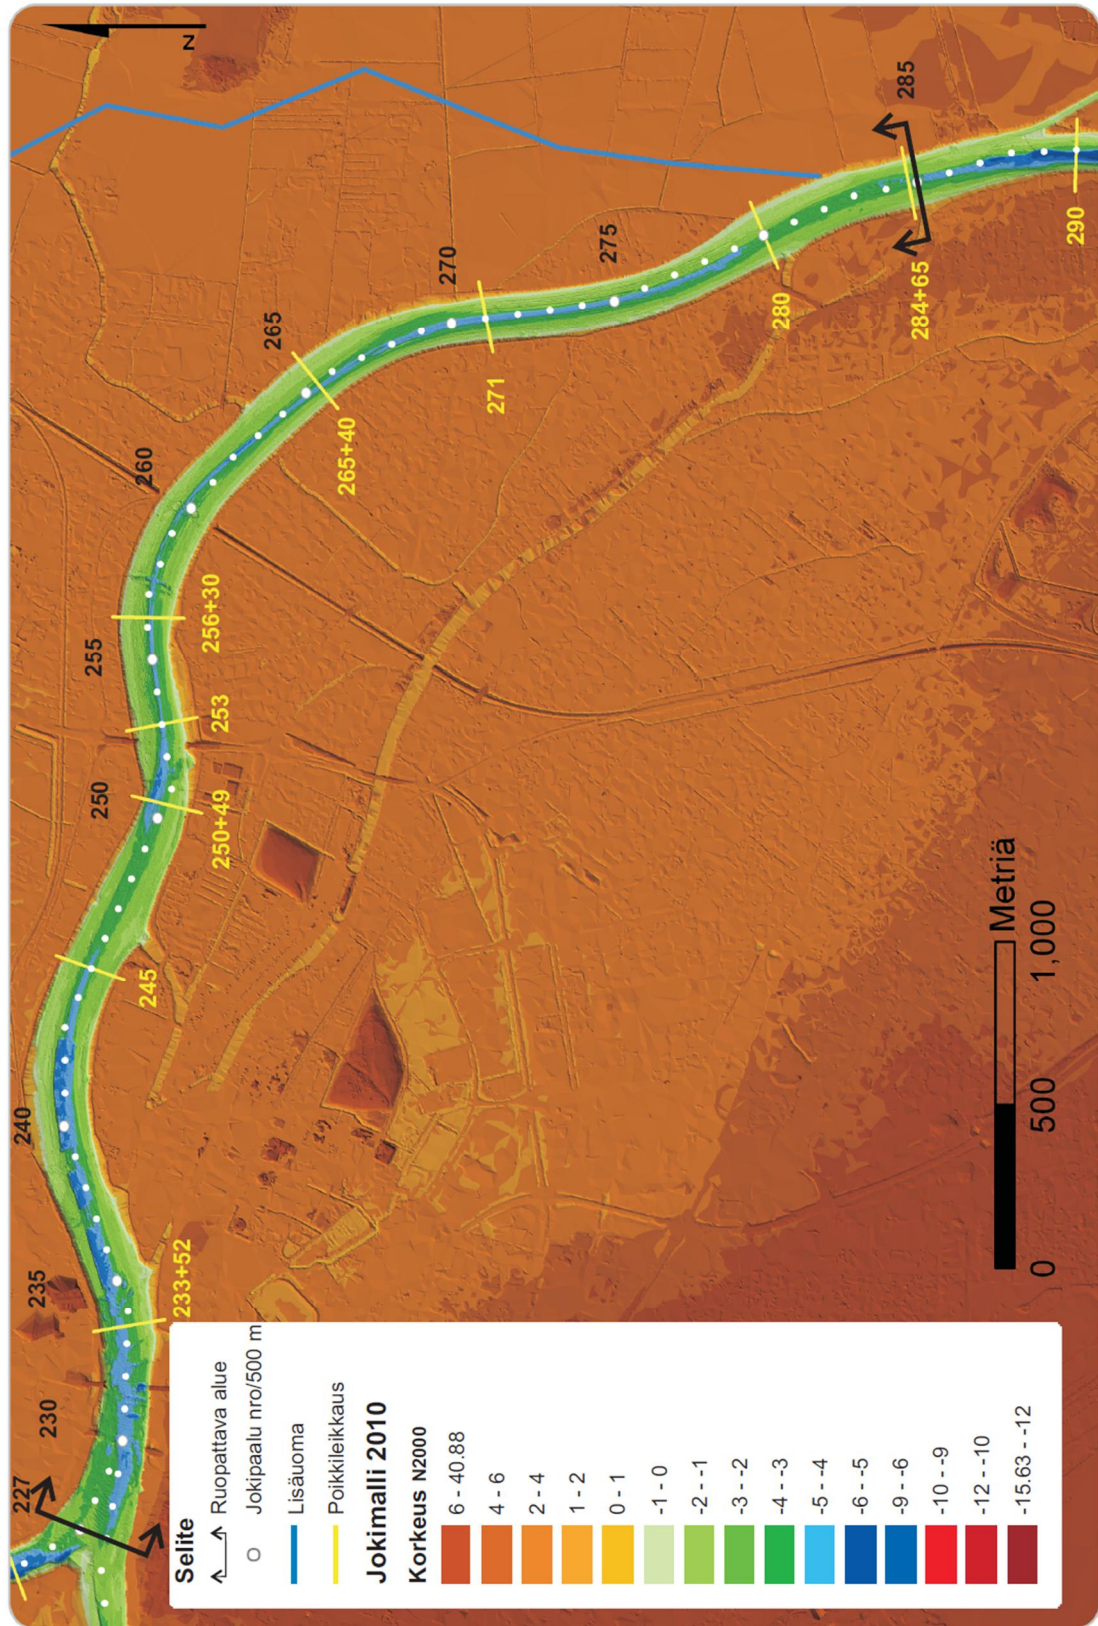 N
227
230
235
240
250
255
260
265
270
275
285
233+52
245
250+49
253
256+30
265+40
271
280
284+65
290
Selite
Ruopattava alue
Jokipaalu nro/500 m
Lisäuoma
Poikkileikkaus
Jokimalli 2010
Korkeus N2000
6 - 40.88
4 - 6
2 - 4
1 - 2
0 - 1
-1 - 0
-2 - -1
-3 - -2
-4 - -3
-5 - -4
-6 - -5
-9 - -6
-10 - -9
-12 - -10
-15.63 - -12
0 500 1,000
Metriä